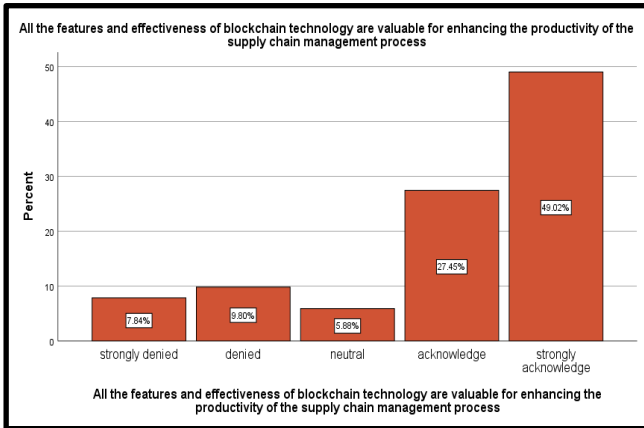 All the features and effectiveness of blockchain technology are valuable for enhancing the productivity of the
supply chain management process
50
40
30
20
10
0
Percent
7.84%
9.80%
5.88%
27.45%
49.02%
strongly denied
denied
neutral
acknowledge
strongly
acknowledge
All the features and effectiveness of blockchain technology are valuable for enhancing the
productivity of the supply chain management process